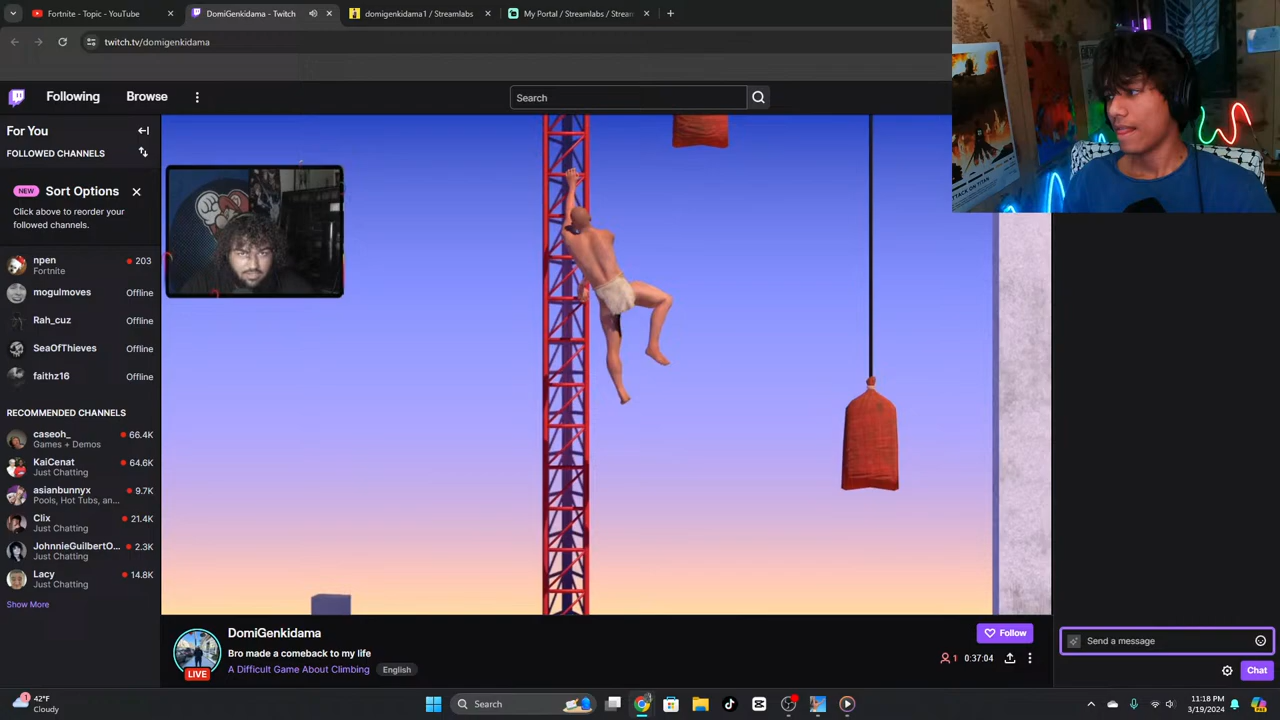 Fortnite - Topic - YouTube
DomiGenkidama - Twitch
domigenkidama1 / Streamlabs
My Portal / Streamlabs / Stream
twitch.tv/domigenkidama
Following
Browse
Search
For You
FOLLOWED CHANNELS
NEW
Sort Options
Click above to reorder your
followed channels.
npen
203
Fortnite
mogulmoves
Offline
Rah_cuz
Offline
SeaOfThieves
Offline
faithz16
Offline
RECOMMENDED CHANNELS
caseoh_
66.4K
Games + Demos
KaiCenat
64.6K
Just Chatting
asianbunnyx
9.7K
Pools, Hot Tubs, an...
Clix
21.4K
Just Chatting
JohnnieGuilbertO...
2.3K
Just Chatting
Lacy
14.8K
Just Chatting
Show More
ATTACK ON TITAN
LIVE
DomiGenkidama
Bro made a comeback to my life
A Difficult Game About Climbing
English
Follow
1
0:37:04
Send a message
Chat
1
42°F
Cloudy
Search
11:18 PM
3/19/2024